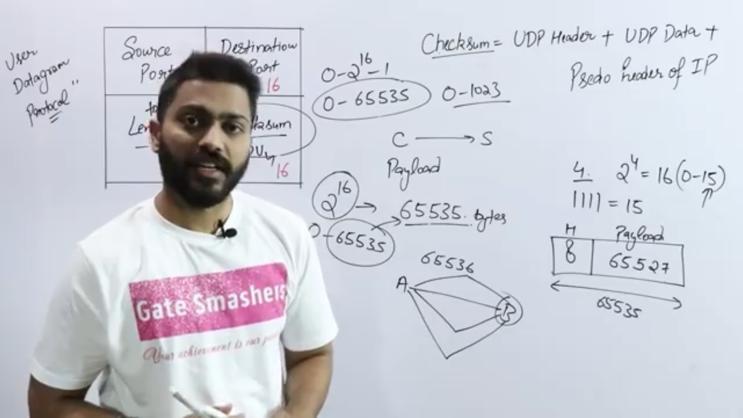 User
Datagram
Protocol"
Source
Port
Destination
Port
16
Checksum
16
0-2^16-1
0-65535
0-1023
C → S
Payload
2^16 →
65535 bytes
0-65535
65536
A
B
Checksum = UDP Header + UDP Data +
Psedo header of IP
4 2^4 = 16 (0-15)
1111 = 15
H Payload
8 65527
65535
Gate Smashers
Your achievement is our